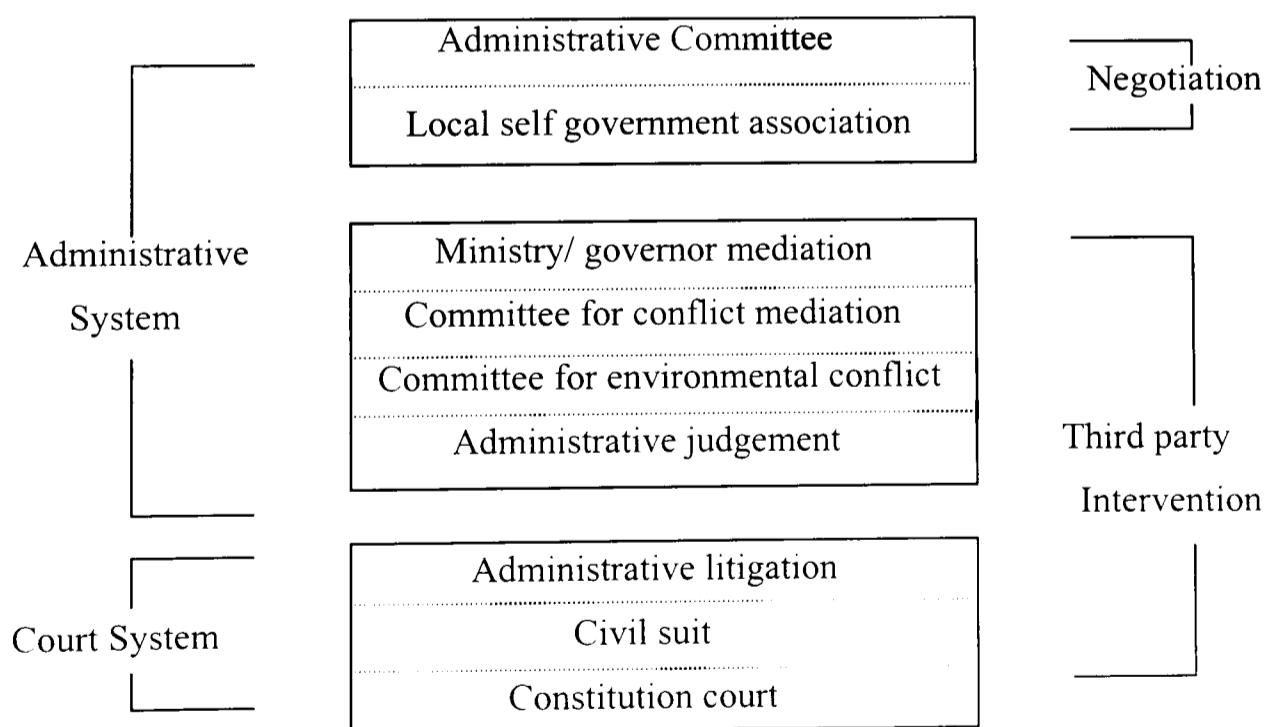 Administrative Committee
Negotiation
Local self government association
Administrative
System
Ministry/ governor mediation
Committee for conflict mediation
Committee for environmental conflict
Administrative judgement
Third party
Intervention
Court System
Administrative litigation
Civil suit
Constitution court